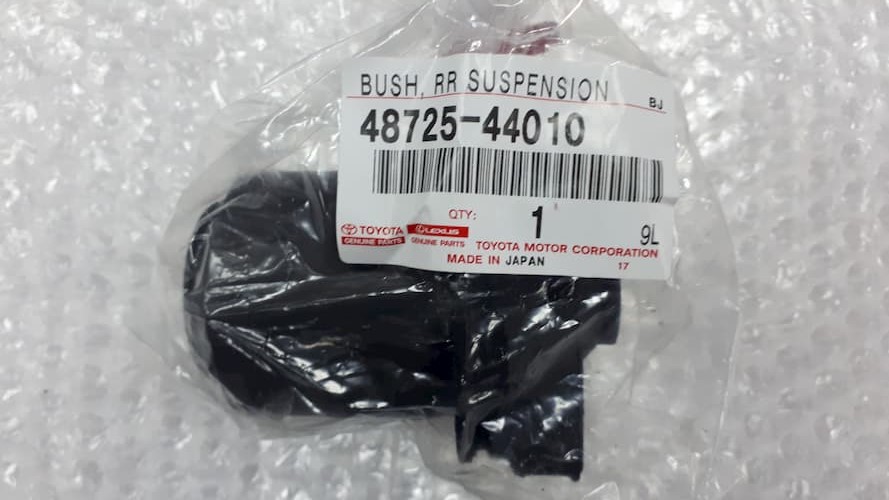 BUSH, RR SUSPENSION
BJ
48725-44010
QTY: 1
9L
TOYOTA
GENUINE PARTS
LEXUS
GENUINE PARTS
TOYOTA MOTOR CORPORATION
MADE IN JAPAN
17